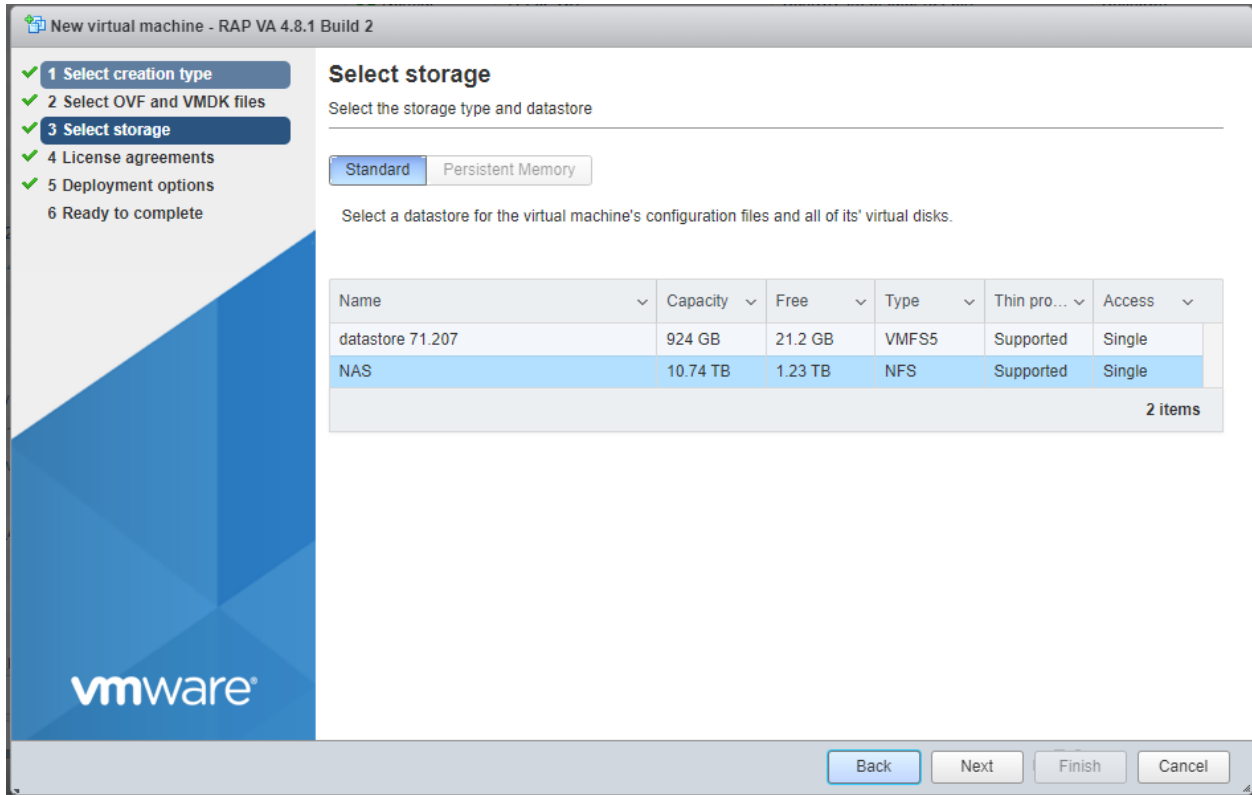 New virtual machine - RAP VA 4.8.1 Build 2
1 Select creation type
2 Select OVF and VMDK files
3 Select storage
4 License agreements
5 Deployment options
6 Ready to complete
vmware®
Select storage
Select the storage type and datastore
Standard Persistent Memory
Select a datastore for the virtual machine's configuration files and all of its' virtual disks.
Name Capacity Free Type Thin pro... Access
datastore 71.207 924 GB 21.2 GB VMFS5 Supported Single
NAS 10.74 TB 1.23 TB NFS Supported Single
2 items
Back Next Finish Cancel